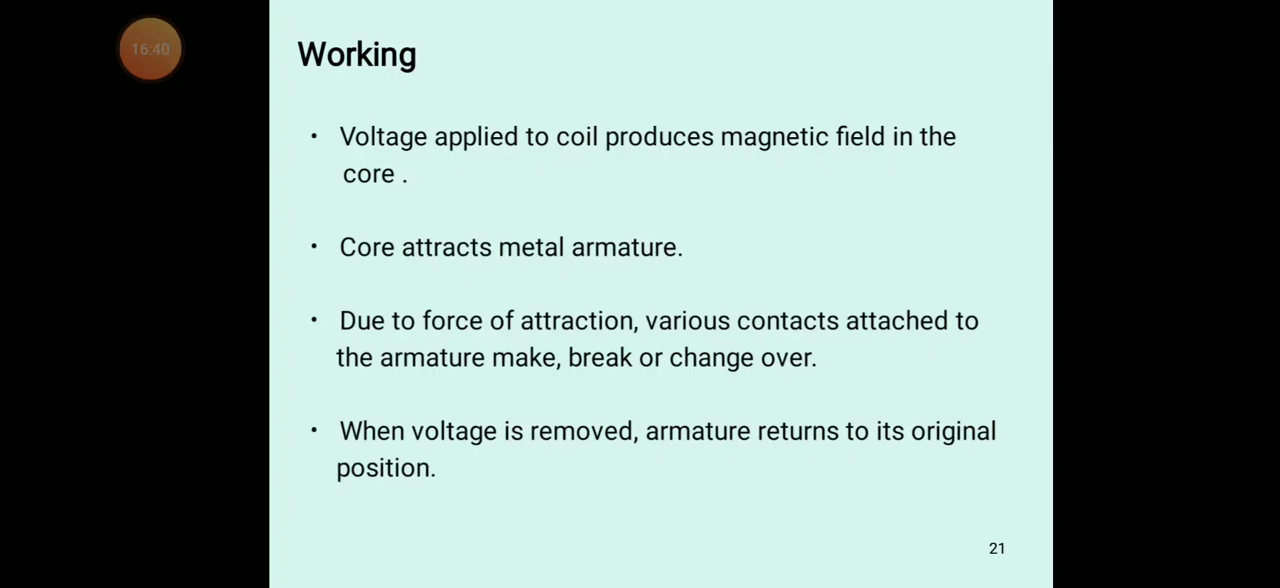 16:40
Working
• Voltage applied to coil produces magnetic field in the
core .
• Core attracts metal armature.
• Due to force of attraction, various contacts attached to
the armature make, break or change over.
• When voltage is removed, armature returns to its original
position.
21